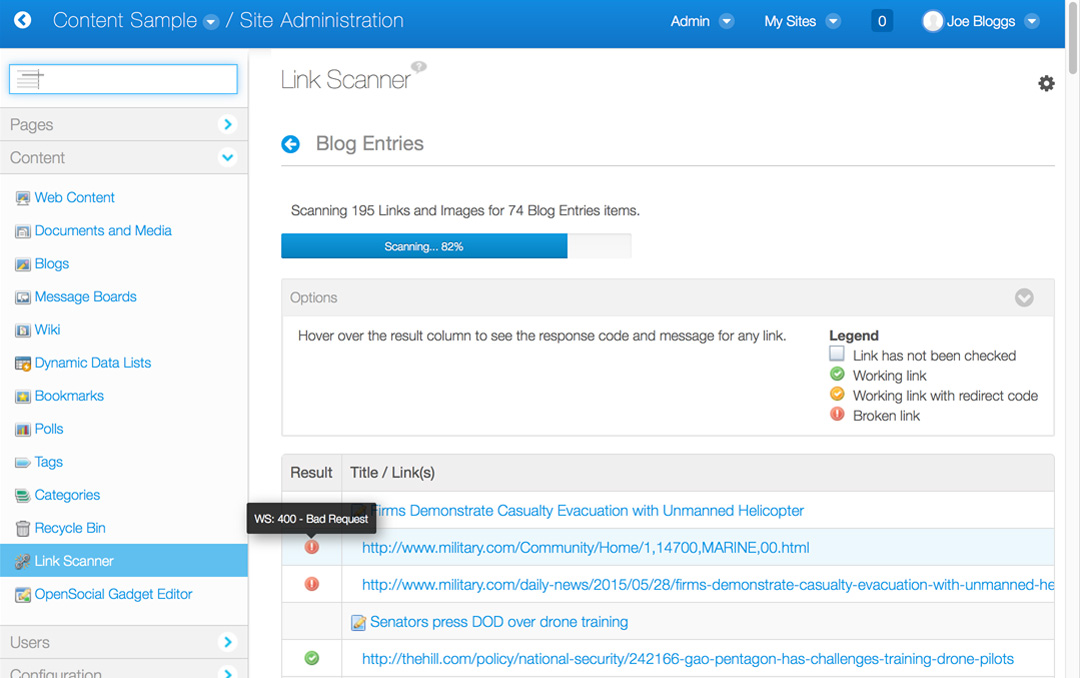 Content Sample / Site Administration
Admin
My Sites
0
Joe Bloggs
Pages
Content
Web Content
Documents and Media
Blogs
Message Boards
Wiki
Dynamic Data Lists
Bookmarks
Polls
Tags
Categories
Recycle Bin
Link Scanner
OpenSocial Gadget Editor
Users
Configuration
Link Scanner ?
Blog Entries
Scanning 195 Links and Images for 74 Blog Entries items.
Scanning... 82%
Options
Hover over the result column to see the response code and message for any link.
Legend
Link has not been checked
Working link
Working link with redirect code
Broken link
Result
Title / Link(s)
WS: 400 - Bad Request
Firms Demonstrate Casualty Evacuation with Unmanned Helicopter
http://www.military.com/Community/Home/1,14700,MARINE,00.html
http://www.military.com/daily-news/2015/05/28/firms-demonstrate-casualty-evacuation-with-unmanned-he
Senators press DOD over drone training
http://thehill.com/policy/national-security/242166-gao-pentagon-has-challenges-training-drone-pilots